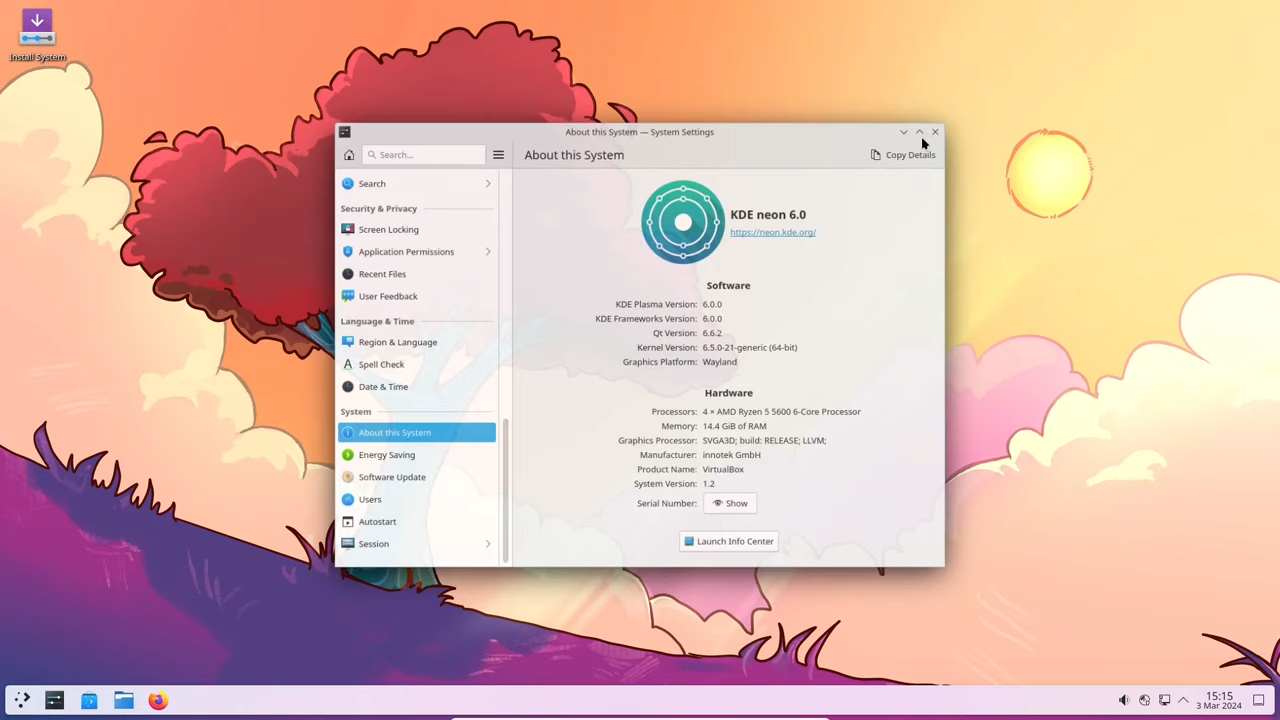 Install System
About this System — System Settings
Search...
About this System
Copy Details
Search
Security & Privacy
Screen Locking
Application Permissions
Recent Files
User Feedback
Language & Time
Region & Language
Spell Check
Date & Time
System
About this System
Energy Saving
Software Update
Users
Autostart
Session
KDE neon 6.0
https://neon.kde.org/
Software
KDE Plasma Version: 6.0.0
KDE Frameworks Version: 6.0.0
Qt Version: 6.6.2
Kernel Version: 6.5.0-21-generic (64-bit)
Graphics Platform: Wayland
Hardware
Processors: 4 × AMD Ryzen 5 5600 6-Core Processor
Memory: 14.4 GiB of RAM
Graphics Processor: SVGA3D; build: RELEASE; LLVM;
Manufacturer: innotek GmbH
Product Name: VirtualBox
System Version: 1.2
Serial Number: Show
Launch Info Center
15:15
3 Mar 2024